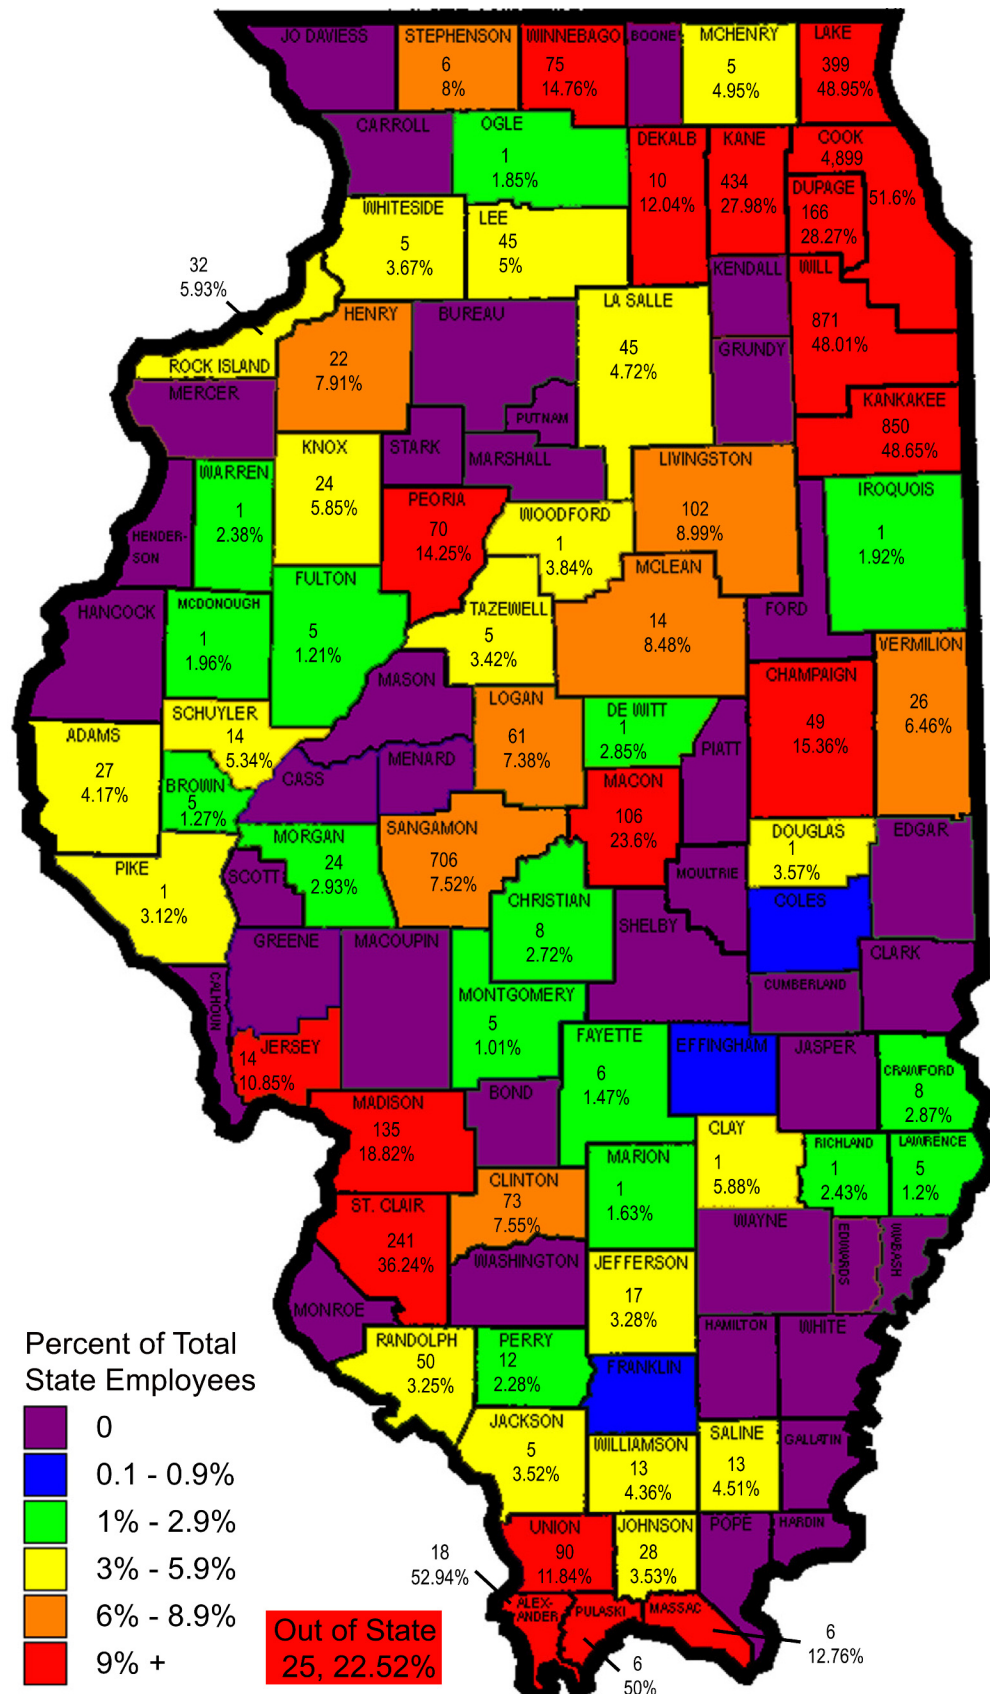 JO DAVIESS
STEPHENSON
6
8%
WINNEBAGO
75
14.76%
BOONE
MCHENRY
5
4.95%
LAKE
399
48.95%
CARROLL
OGLE
1
1.85%
DEKALB
10
12.04%
KANE
434
27.98%
COOK
4,899
51.6%
DUPAGE
166
28.27%
WHITESIDE
5
3.67%
LEE
45
5%
32
5.93%
ROCK ISLAND
HENRY
22
7.91%
BUREAU
LA SALLE
45
4.72%
KENDALL
GRUNDY
WILL
871
48.01%
MERCER
PUTNAM
KANKAKEE
850
48.65%
KNOX
24
5.85%
STARK
MARSHALL
LIVINGSTON
102
8.99%
WARREN
1
2.38%
HENDER-
SON
PEORIA
70
14.25%
WOODFORD
1
3.84%
IROQUOIS
1
1.92%
HANCOCK
MCDONOUGH
1
1.96%
FULTON
5
1.21%
TAZEWELL
5
3.42%
MCLEAN
14
8.48%
FORD
VERMILION
26
6.46%
MASON
LOGAN
61
7.38%
DE WITT
1
2.85%
PIATT
CHAMPAIGN
49
15.36%
SCHUYLER
14
5.34%
ADAMS
27
4.17%
BROWN
5
1.27%
CASS
MENARD
MACON
106
23.6%
MORGAN
24
2.93%
SANGAMON
706
7.52%
DOUGLAS
1
3.57%
EDGAR
PIKE
1
3.12%
SCOTT
CHRISTIAN
8
2.72%
MOULTRIE
COLES
SHELBY
GREENE
MACOUPIN
CLARK
CALHOUN
MONTGOMERY
5
1.01%
CUMBERLAND
JERSEY
14
10.85%
FAYETTE
6
1.47%
EFFINGHAM
JASPER
CRAWFORD
8
2.87%
MADISON
135
18.82%
BOND
CLAY
1
5.88%
RICHLAND
1
2.43%
LAWRENCE
5
1.2%
MARION
1
1.63%
CLINTON
73
7.55%
ST. CLAIR
241
36.24%
WASHINGTON
WAYNE
EDWARDS
WABASH
JEFFERSON
17
3.28%
MONROE
RANDOLPH
50
3.25%
PERRY
12
2.28%
HAMILTON
WHITE
FRANKLIN
JACKSON
5
3.52%
WILLIAMSON
13
4.36%
SALINE
13
4.51%
GALLATIN
UNION
90
11.84%
JOHNSON
28
3.53%
POPE
HARDIN
18
52.94%
ALEX-
ANDER
PULASKI
MASSAC
6
50%
6
12.76%
Percent of Total
State Employees
0
0.1 - 0.9%
1% - 2.9%
3% - 5.9%
6% - 8.9%
9% +
Out of State
25, 22.52%